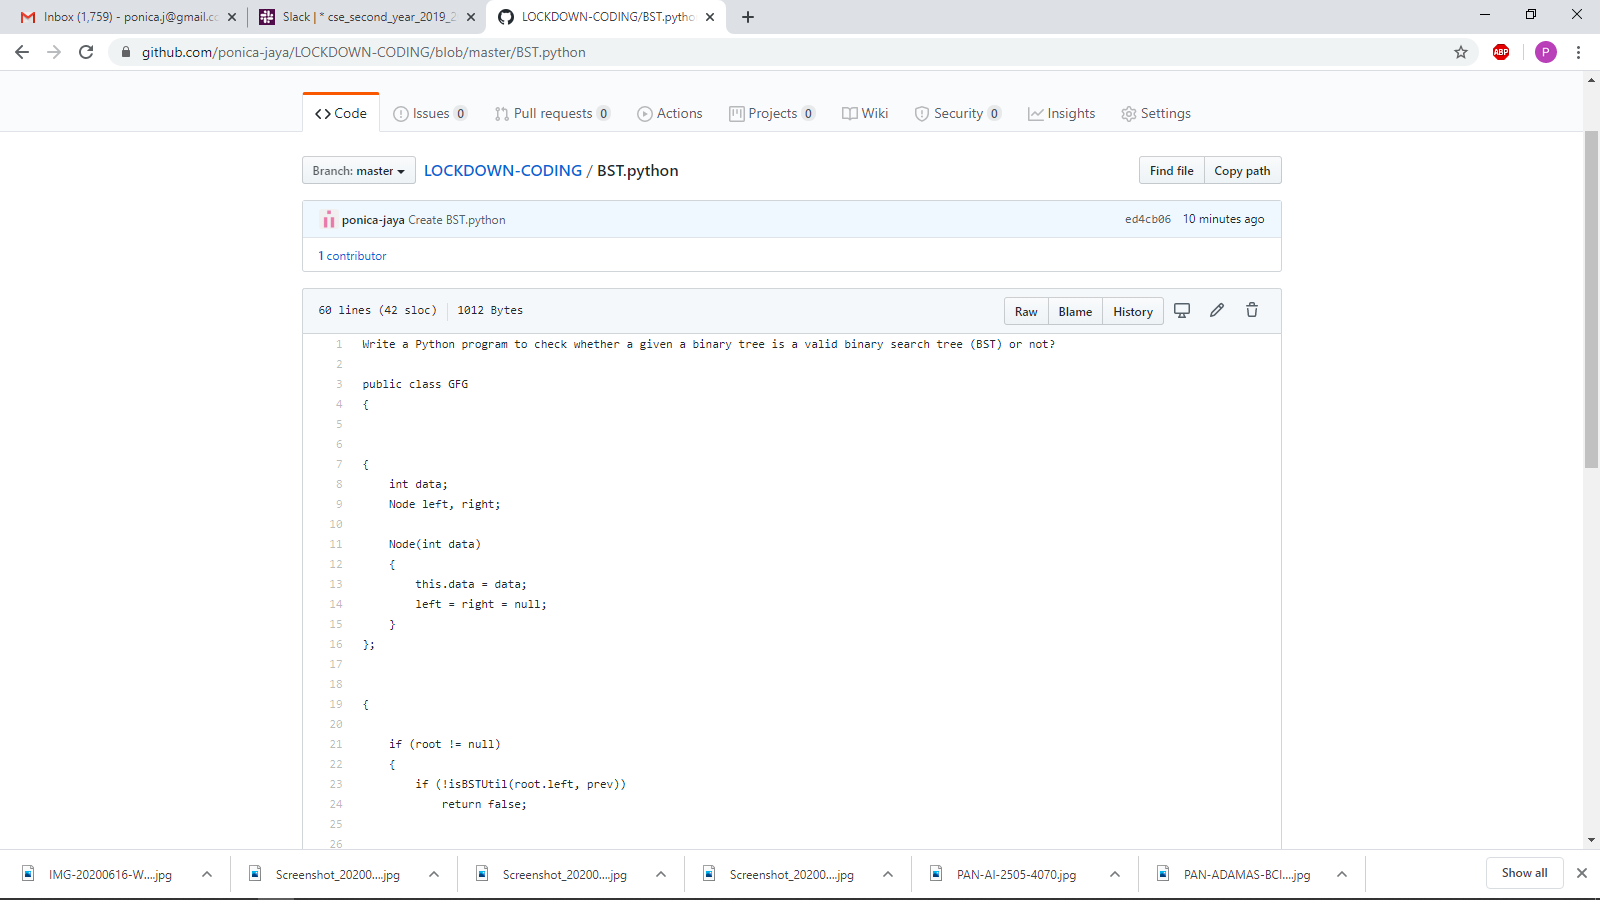 Inbox (1,759) - ponica.j@gmail.cc
Slack | * cse_second_year_2019_2
LOCKDOWN-CODING/BST.pytho
github.com/ponica-jaya/LOCKDOWN-CODING/blob/master/BST.python
ABP
P
<> Code
Issues 0
Pull requests 0
Actions
Projects 0
Wiki
Security 0
Insights
Settings
Branch: master
LOCKDOWN-CODING / BST.python
Find file
Copy path
ponica-jaya Create BST.python
ed4cb06 10 minutes ago
1 contributor
60 lines (42 sloc) 1012 Bytes
Raw
Blame
History
1 Write a Python program to check whether a given a binary tree is a valid binary search tree (BST) or not?
2
3 public class GFG
4 {
5
6
7 {
8 int data;
9 Node left, right;
10
11 Node(int data)
12 {
13 this.data = data;
14 left = right = null;
15 }
16 };
17
18
19 {
20
21 if (root != null)
22 {
23 if (!isBSTUtil(root.left, prev))
24 return false;
25
26
IMG-20200616-W....jpg
Screenshot_20200....jpg
Screenshot_20200....jpg
Screenshot_20200....jpg
PAN-AI-2505-4070.jpg
PAN-ADAMAS-BCI....jpg
Show all